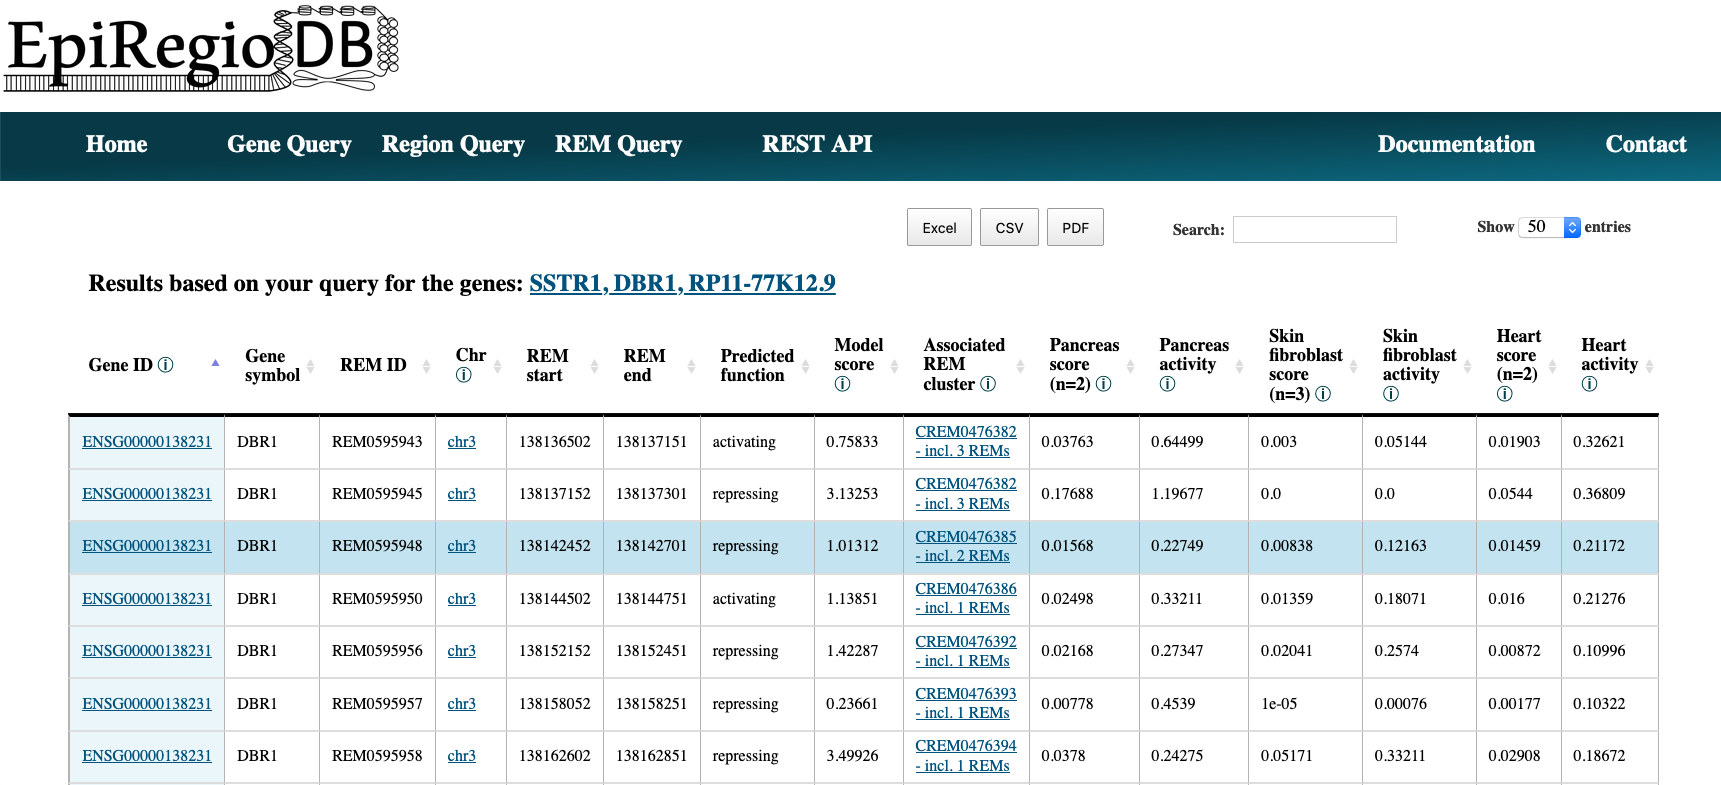 EpiRegioDB
Home Gene Query Region Query REM Query REST API Documentation Contact
Excel CSV PDF Search: Show 50 entries
Results based on your query for the genes: SSTR1, DBR1, RP11-77K12.9
Gene ID ⓘ Gene symbol REM ID Chr ⓘ REM start REM end Predicted function Model score ⓘ Associated REM cluster ⓘ Pancreas score (n=2) ⓘ Pancreas activity ⓘ Skin fibroblast score (n=3) ⓘ Skin fibroblast activity ⓘ Heart score (n=2) ⓘ Heart activity ⓘ
ENSG00000138231 DBR1 REM0595943 chr3 138136502 138137151 activating 0.75833 CREM0476382 - incl. 3 REMs 0.03763 0.64499 0.003 0.05144 0.01903 0.32621
ENSG00000138231 DBR1 REM0595945 chr3 138137152 138137301 repressing 3.13253 CREM0476382 - incl. 3 REMs 0.17688 1.19677 0.0 0.0 0.0544 0.36809
ENSG00000138231 DBR1 REM0595948 chr3 138142452 138142701 repressing 1.01312 CREM0476385 - incl. 2 REMs 0.01568 0.22749 0.00838 0.12163 0.01459 0.21172
ENSG00000138231 DBR1 REM0595950 chr3 138144502 138144751 activating 1.13851 CREM0476386 - incl. 1 REMs 0.02498 0.33211 0.01359 0.18071 0.016 0.21276
ENSG00000138231 DBR1 REM0595956 chr3 138152152 138152451 repressing 1.42287 CREM0476392 - incl. 1 REMs 0.02168 0.27347 0.02041 0.2574 0.00872 0.10996
ENSG00000138231 DBR1 REM0595957 chr3 138158052 138158251 repressing 0.23661 CREM0476393 - incl. 1 REMs 0.00778 0.4539 1e-05 0.00076 0.00177 0.10322
ENSG00000138231 DBR1 REM0595958 chr3 138162602 138162851 repressing 3.49926 CREM0476394 - incl. 1 REMs 0.0378 0.24275 0.05171 0.33211 0.02908 0.18672